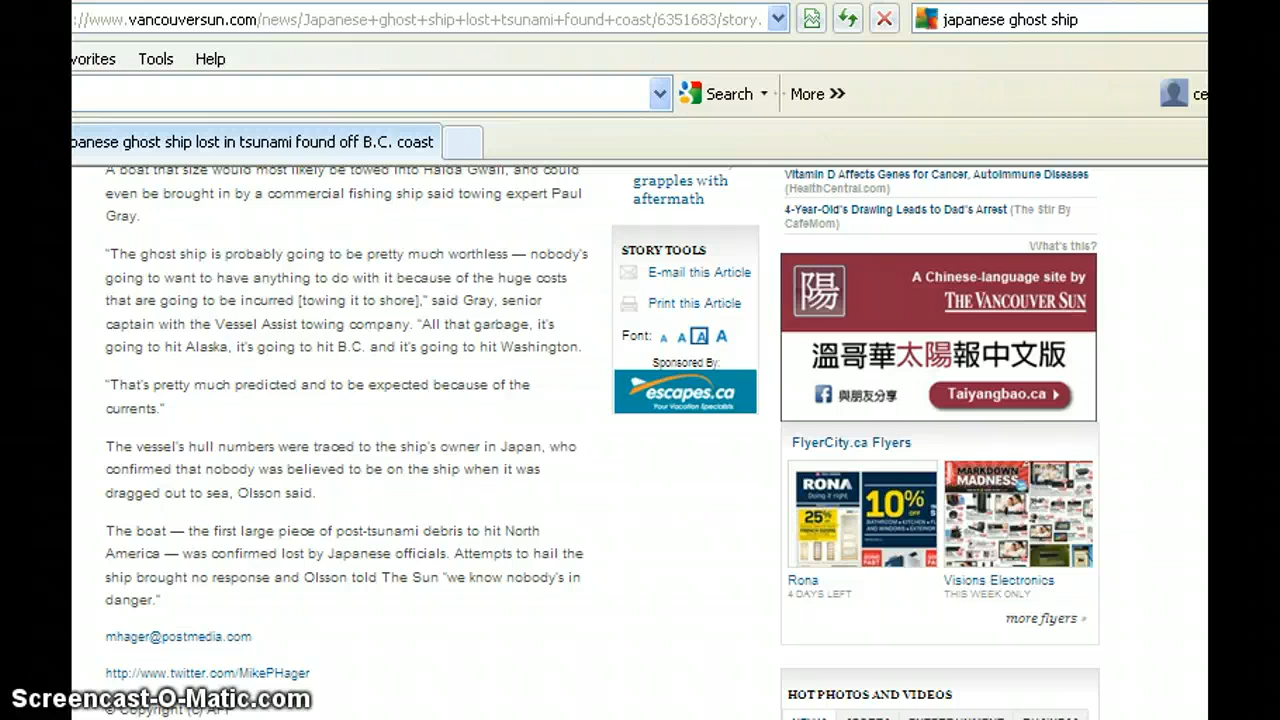 ://www.vancouversun.com/news/Japanese+ghost+ship+lost+tsunami+found+coast/6351683/story.
japanese ghost ship
vorites Tools Help
Search More
ce
panese ghost ship lost in tsunami found off B.C. coast
A boat that size would most likely be towed into Haida Gwaii, and could
even be brought in by a commercial fishing ship said towing expert Paul
Gray.
“The ghost ship is probably going to be pretty much worthless — nobody's
going to want to have anything to do with it because of the huge costs
that are going to be incurred [towing it to shore],” said Gray, senior
captain with the Vessel Assist towing company. “All that garbage, it's
going to hit Alaska, it's going to hit B.C. and it's going to hit Washington.
“That's pretty much predicted and to be expected because of the
currents.”
The vessel's hull numbers were traced to the ship's owner in Japan, who
confirmed that nobody was believed to be on the ship when it was
dragged out to sea, Olsson said.
The boat — the first large piece of post-tsunami debris to hit North
America — was confirmed lost by Japanese officials. Attempts to hail the
ship brought no response and Olsson told The Sun “we know nobody's in
danger.”
mhager@postmedia.com
http://www.twitter.com/MikePHager
© Copyright (c)
grapples with
aftermath
STORY TOOLS
E-mail this Article
Print this Article
Font: A A A A
Sponsored By:
escapes.ca
Your Vacation Specialists
Vitamin D Affects Genes for Cancer, Autoimmune Diseases
(HealthCentral.com)
4-Year-Old's Drawing Leads to Dad's Arrest (The Stir By
CafeMom)
What's this?
陽
A Chinese-language site by
THE VANCOUVER SUN
溫哥華太陽報中文版
與朋友分享
Taiyangbao.ca
FlyerCity.ca Flyers
RONA
Doing it right.
10%
OFF
25%
MARKDOWN
MADNESS
Rona
4 DAYS LEFT
Visions Electronics
THIS WEEK ONLY
more flyers »
HOT PHOTOS AND VIDEOS
Screencast-O-Matic.com